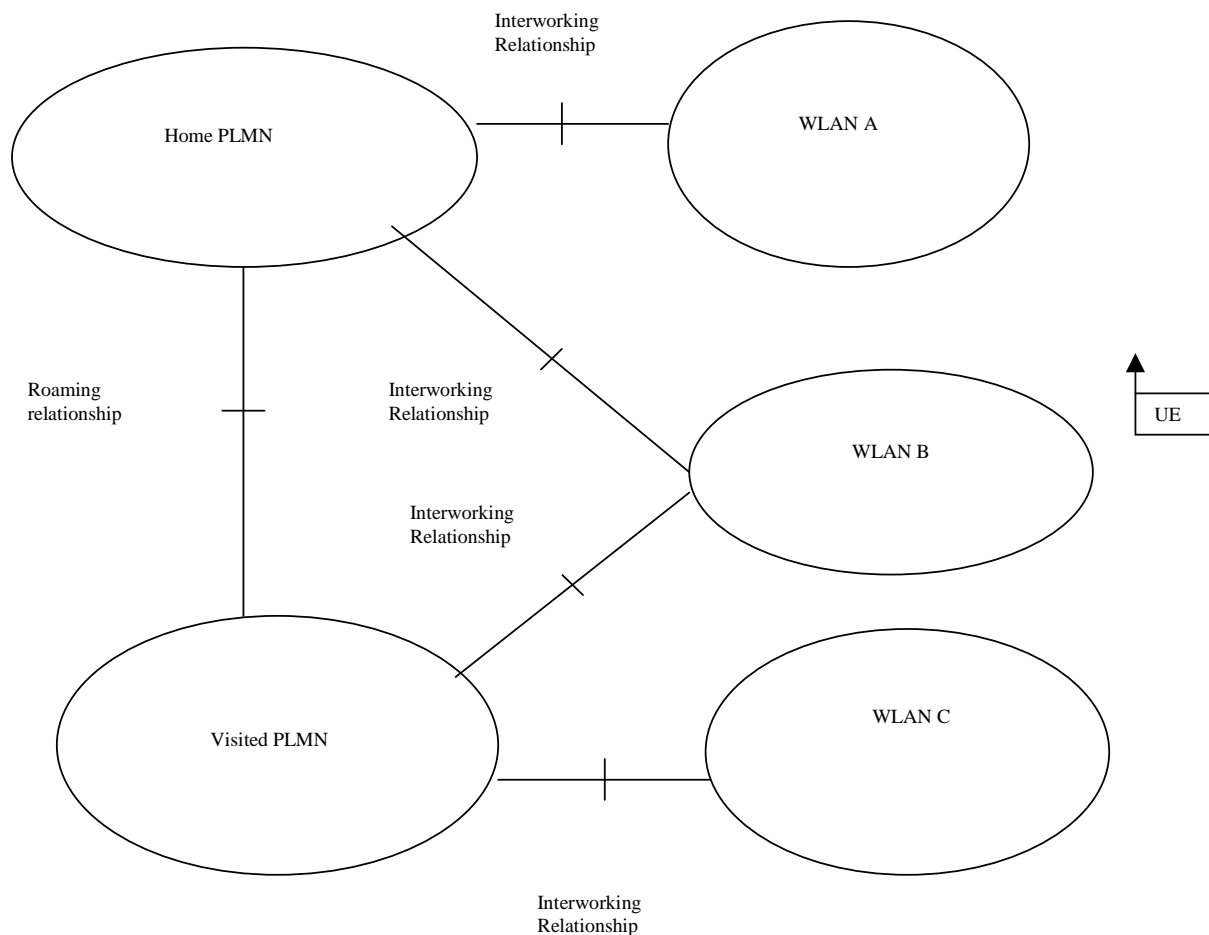 Interworking
Relationship
Home PLMN
WLAN A
Roaming
relationship
Interworking
Relationship
UE
WLAN B
Interworking
Relationship
Visited PLMN
WLAN C
Interworking
Relationship